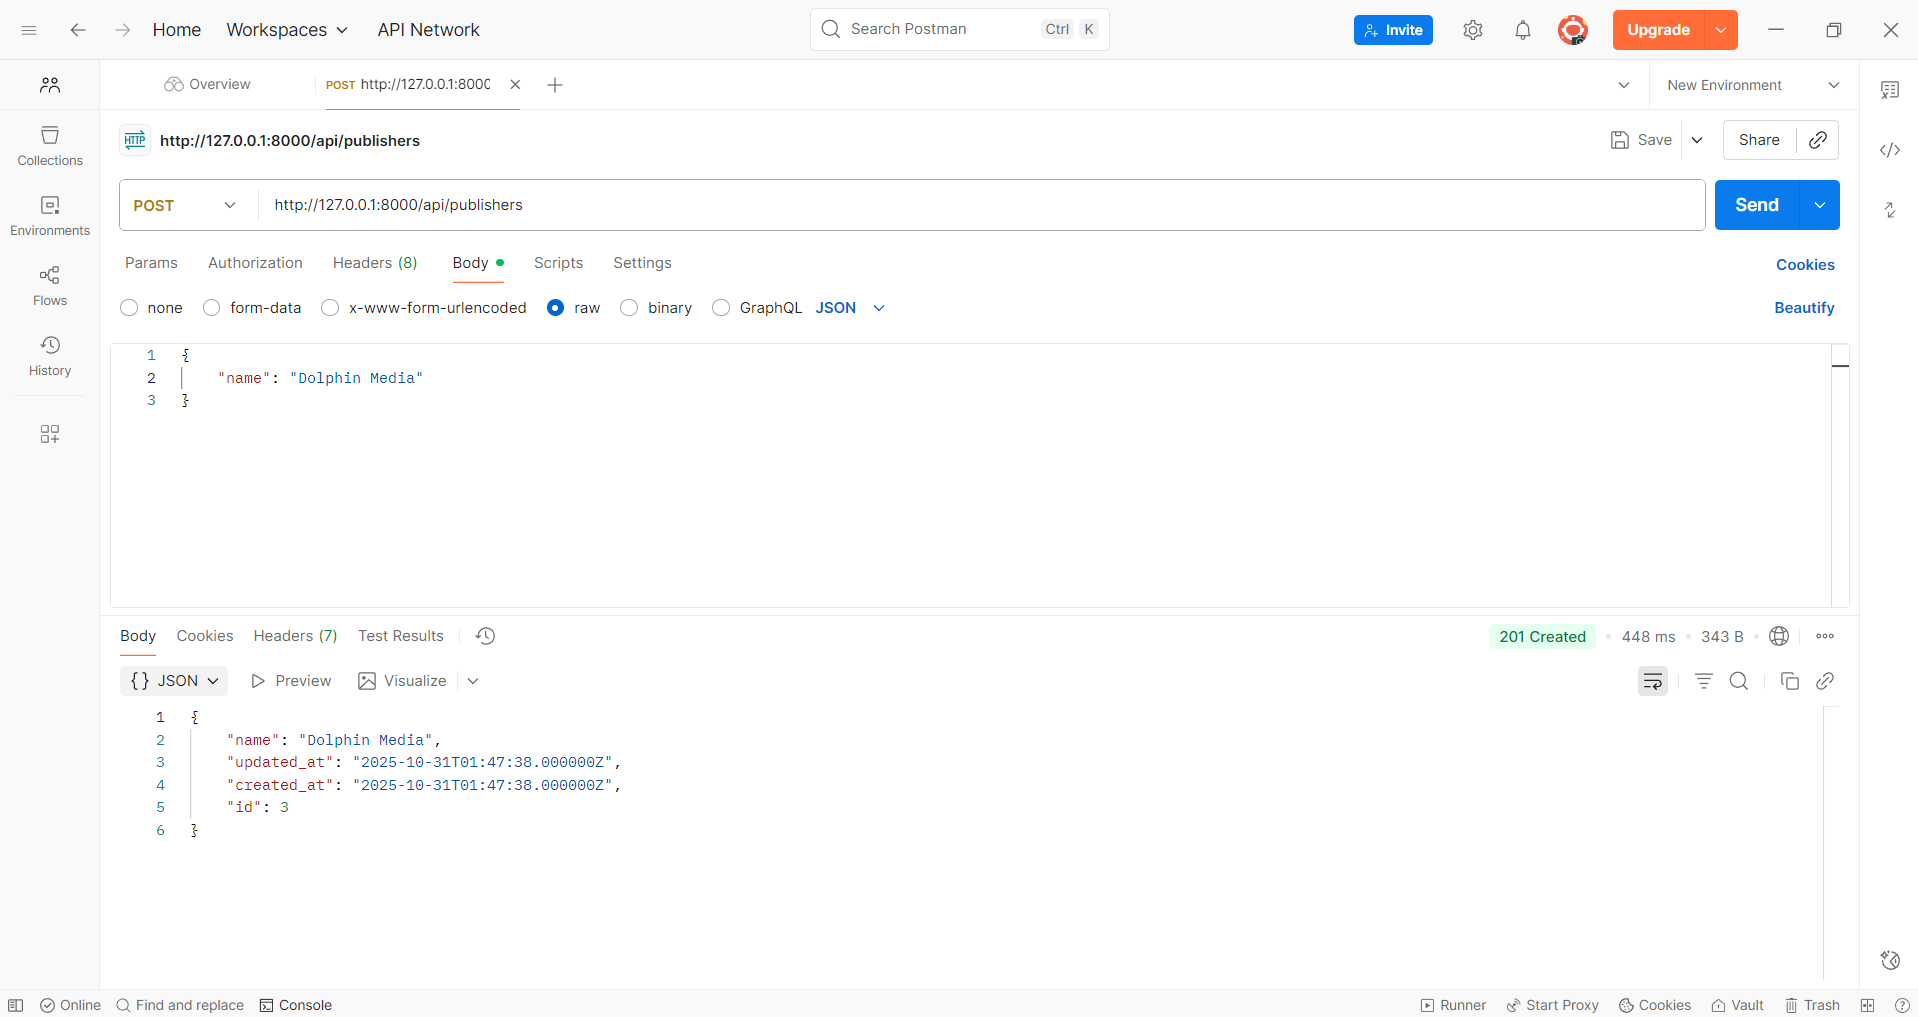 Home Workspaces API Network Search Postman Ctrl K Invite Upgrade
Overview POST http://127.0.0.1:8000 New Environment
HTTP http://127.0.0.1:8000/api/publishers Save Share
Collections
Environments
Flows
History
POST http://127.0.0.1:8000/api/publishers Send
Params Authorization Headers (8) Body Scripts Settings Cookies
none form-data x-www-form-urlencoded raw binary GraphQL JSON Beautify
1 {
2 "name": "Dolphin Media"
3 }
Body Cookies Headers (7) Test Results 201 Created • 448 ms • 343 B •
{} JSON Preview Visualize
1 {
2 "name": "Dolphin Media",
3 "updated_at": "2025-10-31T01:47:38.000000Z",
4 "created_at": "2025-10-31T01:47:38.000000Z",
5 "id": 3
6 }
Online Find and replace Console Runner Start Proxy Cookies Vault Trash